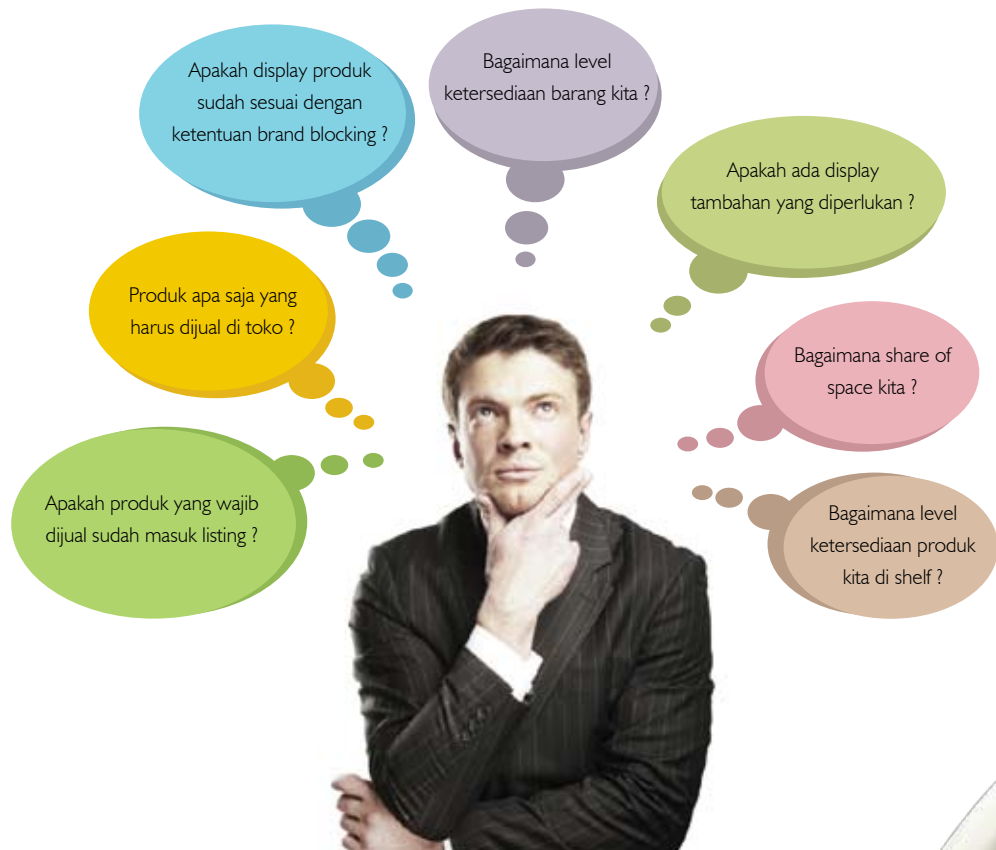 Apakah display produk
sudah sesuai dengan
ketentuan brand blocking ?
Bagaimana level
ketersediaan barang kita ?
Apakah ada display
tambahan yang diperlukan ?
Produk apa saja yang
harus dijual di toko ?
Bagaimana share of
space kita ?
Apakah produk yang wajib
dijual sudah masuk listing ?
Bagaimana level
ketersediaan produk
kita di shelf ?